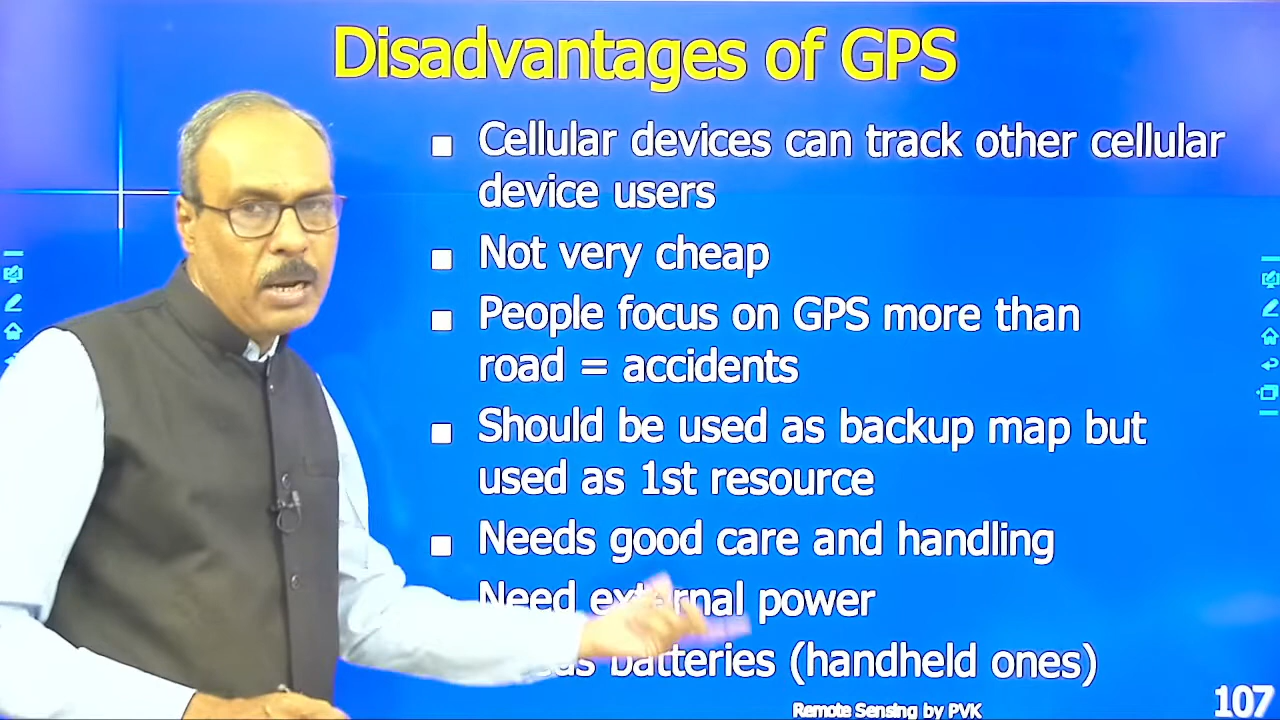 Disadvantages of GPS
Cellular devices can track other cellular
device users
Not very cheap
People focus on GPS more than
road = accidents
Should be used as backup map but
used as 1st resource
Needs good care and handling
Need external power
batteries (handheld ones)
Remote Sensing by PVK
107